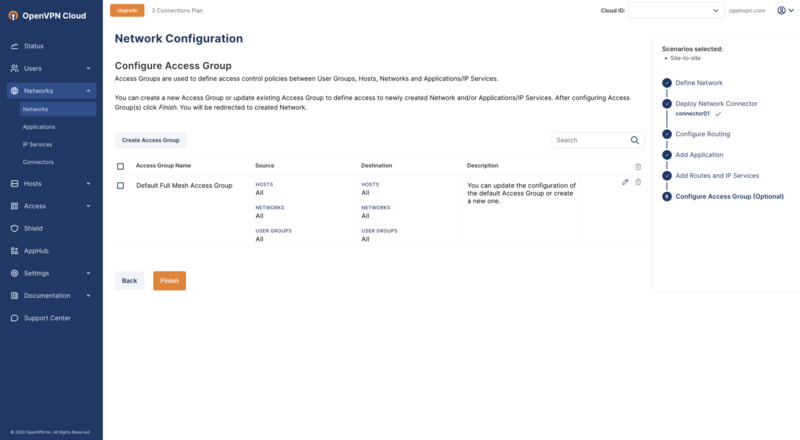 OpenVPN Cloud
Upgrade
3 Connections Plan
Cloud ID:
.openvpn.com
Status
Users
Networks
Networks
Applications
IP Services
Connectors
Hosts
Access
Shield
AppHub
Settings
Documentation
Support Center
© 2022 OpenVPN Inc. All Rights Reserved
Network Configuration
Configure Access Group
Access Groups are used to define access control policies between User Groups, Hosts, Networks and Applications/IP Services.
You can create a new Access Group or update existing Access Group to define access to newly created Network and/or Applications/IP Services. After configuring Access
Group(s) click Finish. You will be redirected to created Network.
Create Access Group
Search
Access Group Name
Source
Destination
Description
Default Full Mesh Access Group
HOSTS
All
NETWORKS
All
USER GROUPS
All
HOSTS
All
NETWORKS
All
USER GROUPS
All
You can update the configuration of
the default Access Group or create
a new one.
Back
Finish
Scenarios selected:
• Site-to-site
Define Network
Deploy Network Connector
connector01
Configure Routing
Add Application
Add Routes and IP Services
6 Configure Access Group (Optional)